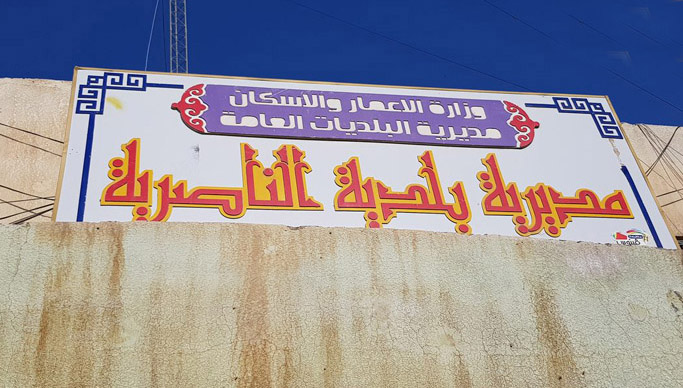 وزارة الاعمار والاسكان
مديرية البلديات العامة
مديرية بلدية الناصرية